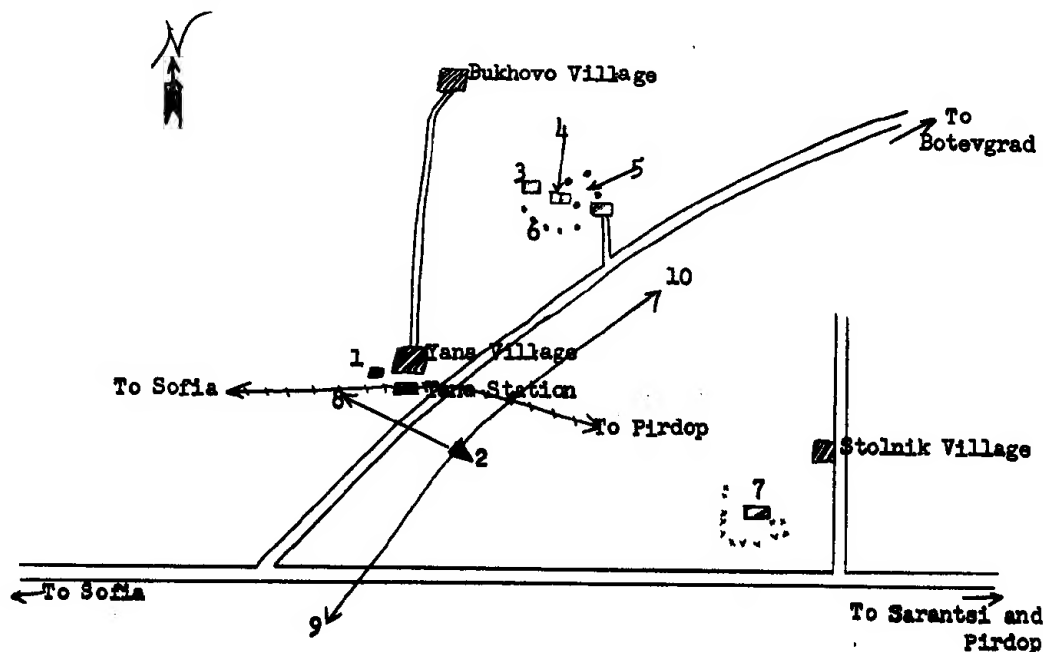 N
Bukhovo Village
To
Botevgrad
4
3
5
6
10
1
Yana Village
To Sofia
Yana Station
8
To Pirdop
2
Stolnik Village
7
To Sofia
To Sarantsi and
Pirdop
9